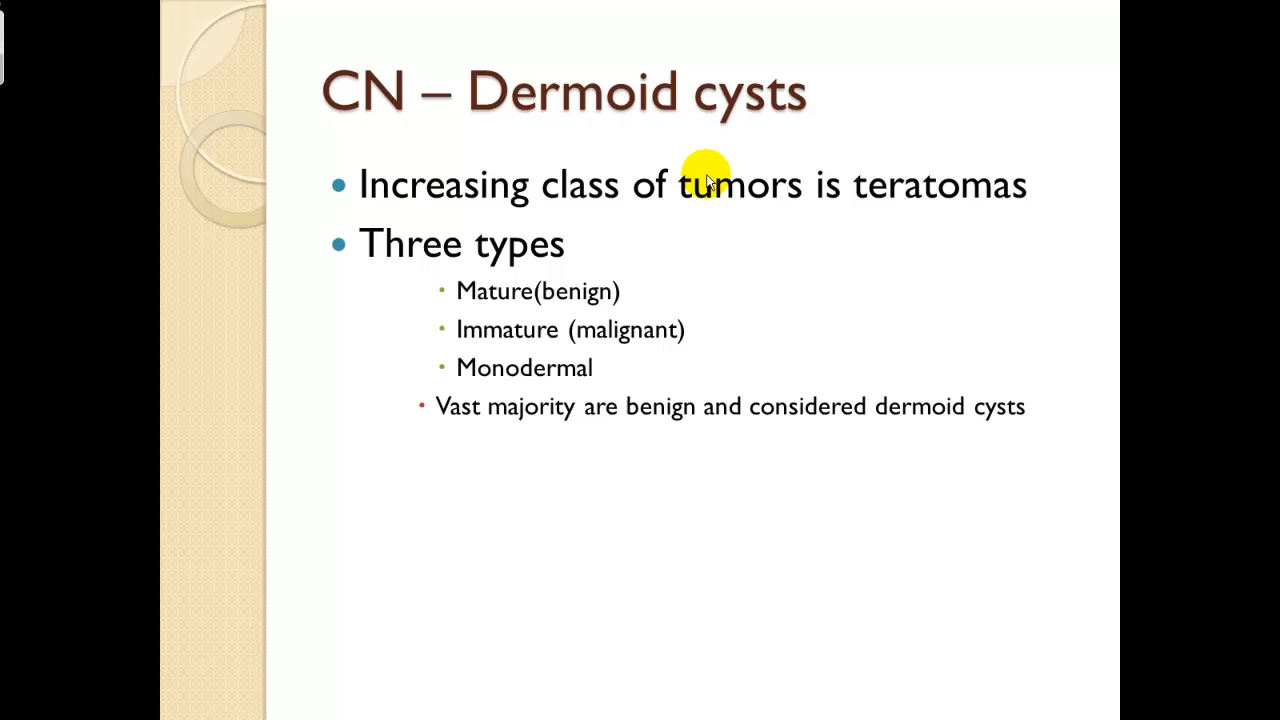 CN – Dermoid cysts
• Increasing class of tumors is teratomas
• Three types
• Mature(benign)
• Immature (malignant)
• Monodermal
• Vast majority are benign and considered dermoid cysts